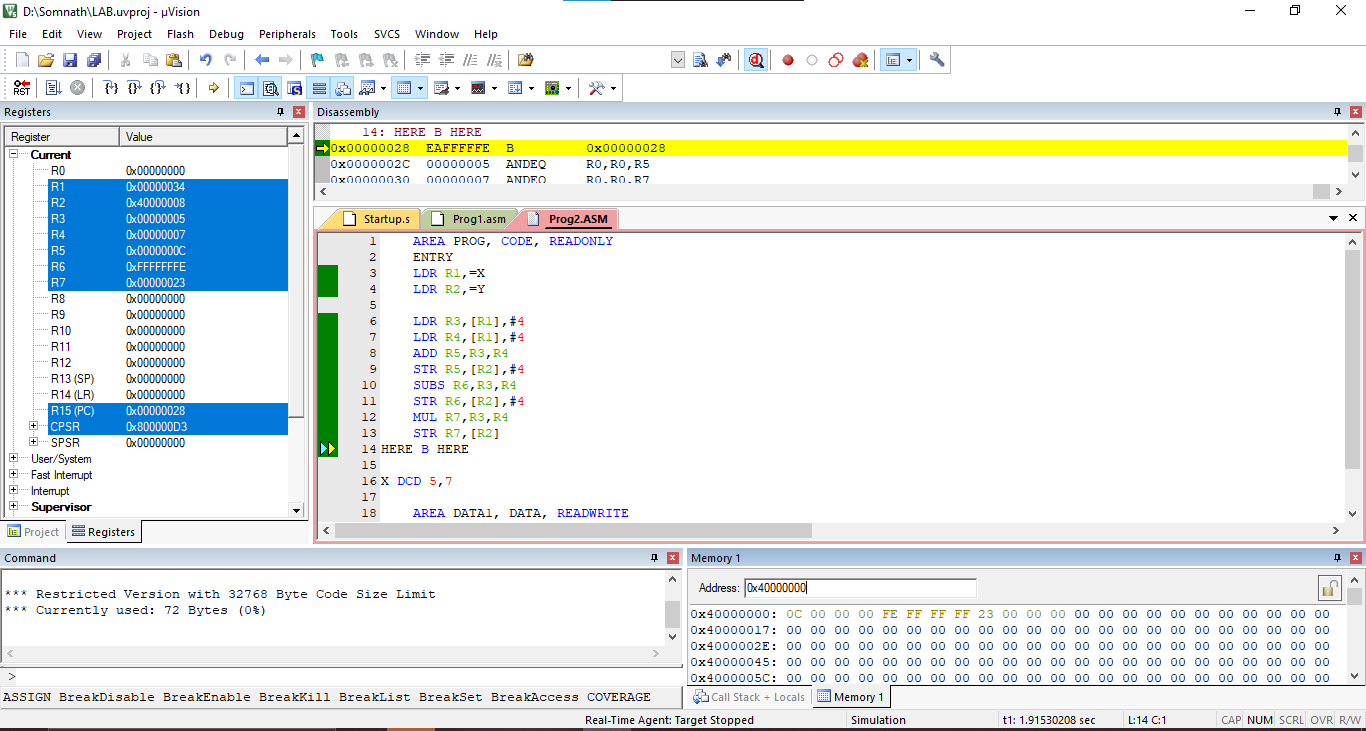 D:\Somnath\LAB.uvproj - µVision
File Edit View Project Flash Debug Peripherals Tools SVCS Window Help
RST
Registers
Register Value
Current
R0 0x00000000
R1 0x00000034
R2 0x40000008
R3 0x00000005
R4 0x00000007
R5 0x0000000C
R6 0xFFFFFFFE
R7 0x00000023
R8 0x00000000
R9 0x00000000
R10 0x00000000
R11 0x00000000
R12 0x00000000
R13 (SP) 0x00000000
R14 (LR) 0x00000000
R15 (PC) 0x00000028
CPSR 0x800000D3
SPSR 0x00000000
User/System
Fast Interrupt
Interrupt
Supervisor
Project Registers
Disassembly
14: HERE B HERE
0x00000028 EAFFFFFE B 0x00000028
0x0000002C 00000005 ANDEQ R0,R0,R5
0x00000030 00000007 ANDEQ R0,R0,R7
Startup.s Prog1.asm Prog2.ASM
1 AREA PROG, CODE, READONLY
2 ENTRY
3 LDR R1,=X
4 LDR R2,=Y
5
6 LDR R3,[R1],#4
7 LDR R4,[R1],#4
8 ADD R5,R3,R4
9 STR R5,[R2],#4
10 SUBS R6,R3,R4
11 STR R6,[R2],#4
12 MUL R7,R3,R4
13 STR R7,[R2]
14 HERE B HERE
15
16 X DCD 5,7
17
18 AREA DATA1, DATA, READWRITE
Command
*** Restricted Version with 32768 Byte Code Size Limit
*** Currently used: 72 Bytes (0%)
>
ASSIGN BreakDisable BreakEnable BreakKill BreakList BreakSet BreakAccess COVERAGE
Memory 1
Address: 0x40000000
0x40000000: 0C 00 00 00 FE FF FF FF 23 00 00 00 00 00 00 00 00 00 00 00 00 00 00
0x40000017: 00 00 00 00 00 00 00 00 00 00 00 00 00 00 00 00 00 00 00 00 00 00 00
0x4000002E: 00 00 00 00 00 00 00 00 00 00 00 00 00 00 00 00 00 00 00 00 00 00 00
0x40000045: 00 00 00 00 00 00 00 00 00 00 00 00 00 00 00 00 00 00 00 00 00 00 00
0x4000005C: 00 00 00 00 00 00 00 00 00 00 00 00 00 00 00 00 00 00 00 00 00 00 00
Call Stack + Locals Memory 1
Real-Time Agent: Target Stopped Simulation t1: 1.91530208 sec L:14 C:1 CAP NUM SCRL OVR R/W